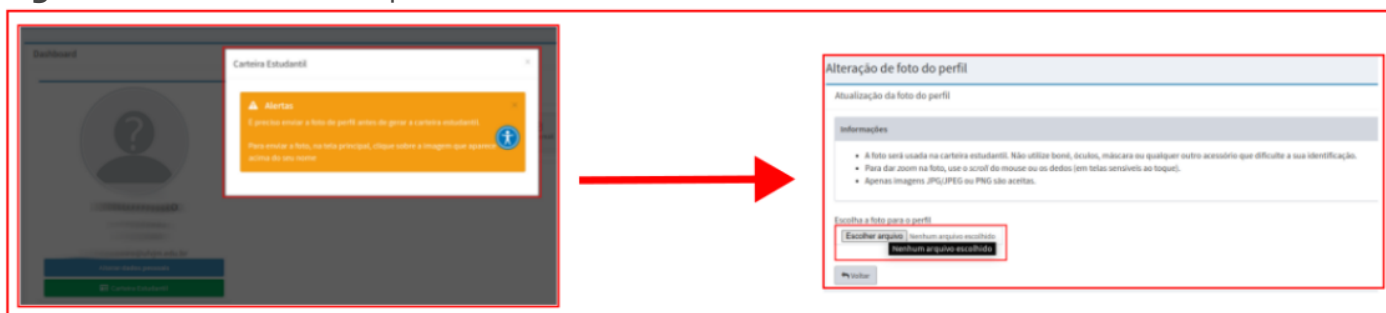 Dashboard
Carteira Estudantil
×
Alertas
×
É preciso enviar a foto de perfil antes de gerar a carteira estudantil.
Para enviar a foto, na tela principal, clique sobre a imagem que aparece
acima do seu nome
Carteira Estudantil
Alteração de foto do perfil
Atualização da foto do perfil
Informações
• A foto será usada na carteira estudantil. Não utilize boné, óculos, máscara ou qualquer outro acessório que dificulte a sua identificação.
• Para dar zoom na foto, use o scroll do mouse ou os dedos (em telas sensíveis ao toque).
• Apenas imagens JPG/JPEG ou PNG são aceitas.
Escolha a foto para o perfil
Escolher arquivo Nenhum arquivo escolhido
Nenhum arquivo escolhido
Voltar